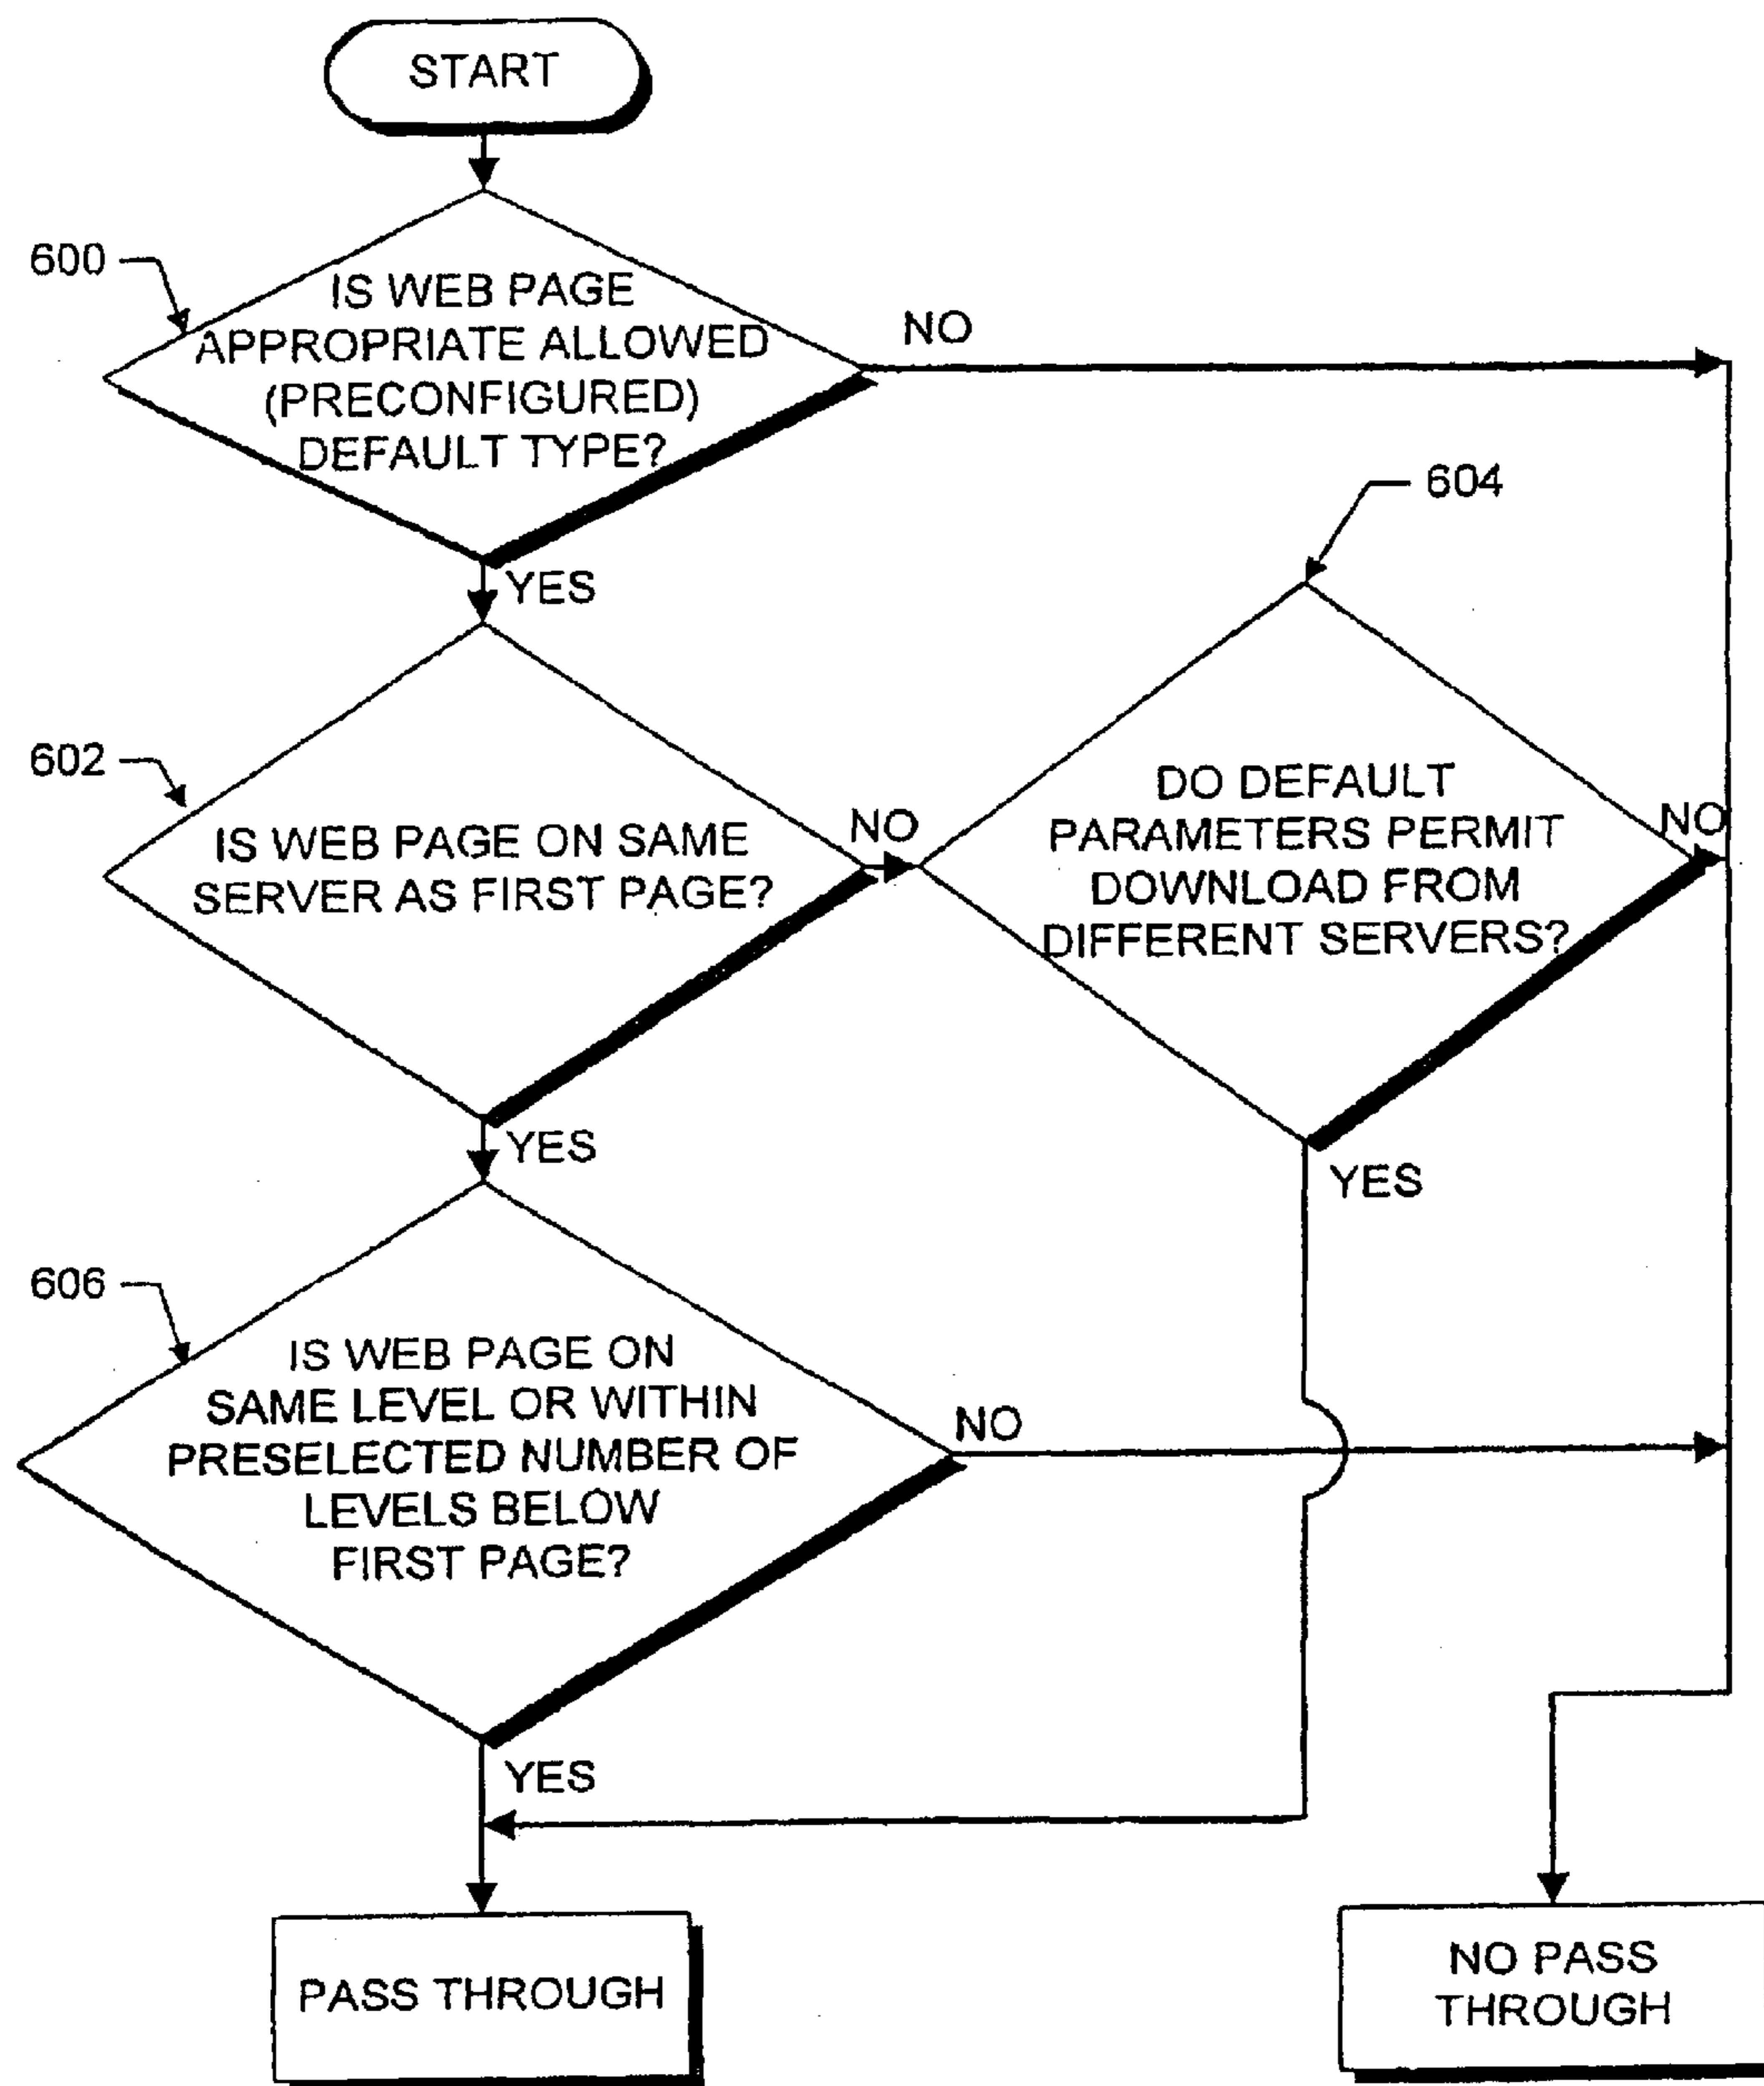 START
600
IS WEB PAGE
APPROPRIATE ALLOWED
(PRECONFIGURED)
DEFAULT TYPE?
NO
YES
604
602
IS WEB PAGE ON SAME
SERVER AS FIRST PAGE?
NO
DO DEFAULT
PARAMETERS PERMIT
DOWNLOAD FROM
DIFFERENT SERVERS?
NO
YES
YES
606
IS WEB PAGE ON
SAME LEVEL OR WITHIN
PRESELECTED NUMBER OF
LEVELS BELOW
FIRST PAGE?
NO
YES
PASS THROUGH
NO PASS
THROUGH